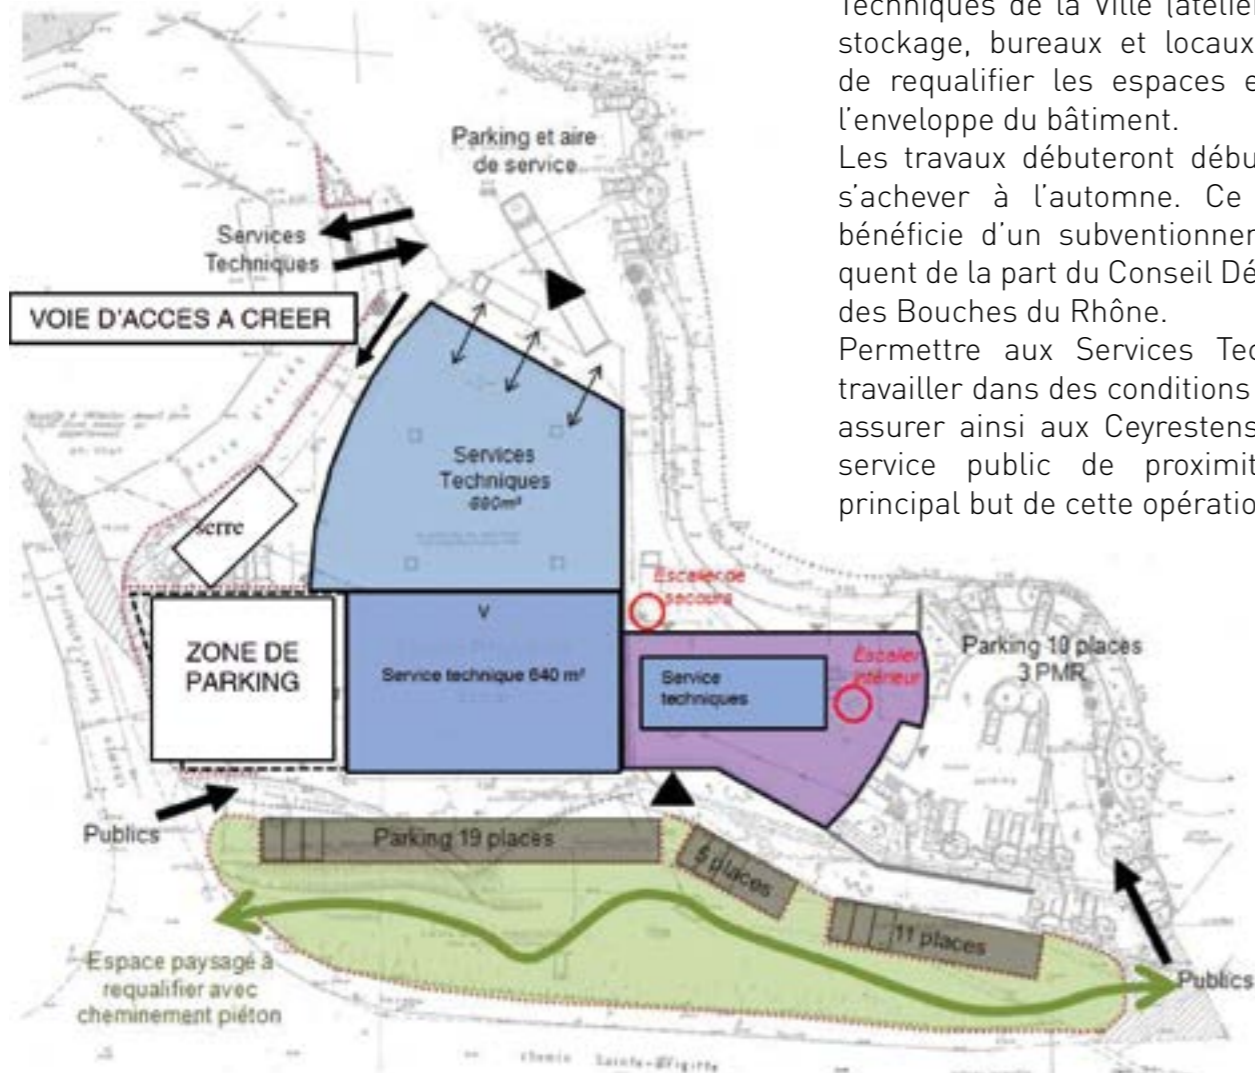 Techniques de la Ville (atelier
stockage, bureaux et locaux
de requalifier les espaces e
l'enveloppe du bâtiment.
Les travaux débuteront débu
s'achever à l'automne. Ce
bénéficie d'un subventionner
quent de la part du Conseil Dé
des Bouches du Rhône.
Permettre aux Services Tec
travailler dans des conditions
assurer ainsi aux Ceyrestens
service public de proximit
principal but de cette opératio
Parking et aire
de service
Services
Techniques
VOIE D'ACCES A CREER
Services
Techniques
680m²
serre
Escalier de
secours
ZONE DE
PARKING
V
Service technique 640 m²
Service
techniques
Escalier
intérieur
Parking 19 places
3 PMR
Publics
Parking 19 places
5 places
11 places
Espace paysagé à
requalifier avec
cheminement piéton
Publics
chemin Sainte-Brigitte